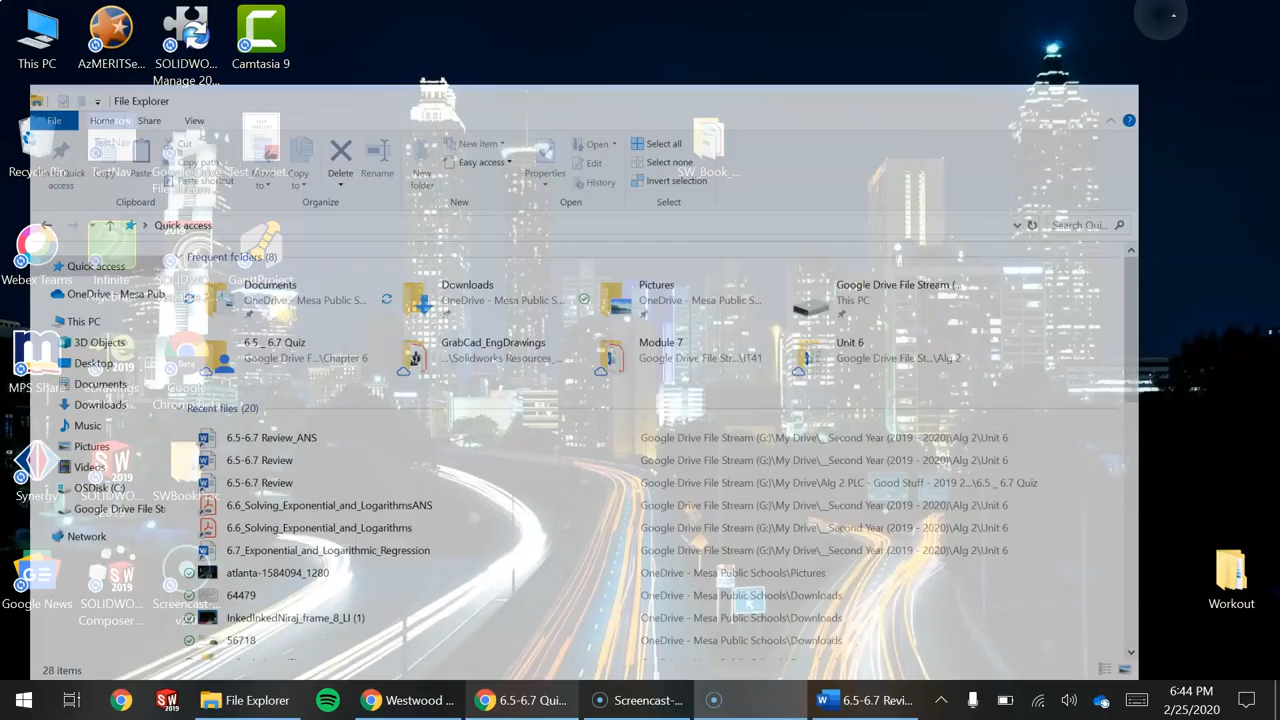 This PC
AzMERITSe...
SOLIDWO...
Manage 20...
Camtasia 9
File Explorer
File
Home
Share
View
Cut
Copy path
Paste shortcut
Copy to
Delete
Rename
New folder
New item
Easy access
Properties
Open
Edit
History
Select all
Select none
Invert selection
Clipboard
Organize
New
Open
Select
Recycle Bin
TestNav
SW_Book_...
Quick access
Search Qui...
Frequent folders (8)
Webex Teams
Infinite
GanttProject
Quick access
OneDrive - Mesa Pub
This PC
3D Objects
Desktop
Documents
Downloads
Music
Pictures
Videos
OSDisk (C:)
Google Drive File St
Network
Documents
OneDrive - Mesa Public S...
Downloads
OneDrive - Mesa Public S...
Pictures
OneDrive - Mesa Public S...
Google Drive File Stream (...
This PC
6.5 _ 6.7 Quiz
Google Drive F...\Chapter 6
GrabCad_EngDrawings
...\Solidworks Resources_...
Module 7
Google Drive File Str...\IT41
Unit 6
Google Drive File St...\Alg 2
MPS Share
Synergy
SOLIDWO...
SWBookPrac
Google News
SOLIDWO...
Composer ...
Screencast-...
Recent files (20)
6.5-6.7 Review_ANS
Google Drive File Stream (G:)\My Drive\__Second Year (2019 - 2020)\Alg 2\Unit 6
6.5-6.7 Review
Google Drive File Stream (G:)\My Drive\__Second Year (2019 - 2020)\Alg 2\Unit 6
6.5-6.7 Review
Google Drive File Stream (G:)\My Drive\Alg 2 PLC - Good Stuff - 2019 2...\6.5 _ 6.7 Quiz
6.6_Solving_Exponential_and_LogarithmsANS
Google Drive File Stream (G:)\My Drive\__Second Year (2019 - 2020)\Alg 2\Unit 6
6.6_Solving_Exponential_and_Logarithms
Google Drive File Stream (G:)\My Drive\__Second Year (2019 - 2020)\Alg 2\Unit 6
6.7_Exponential_and_Logarithmic_Regression
Google Drive File Stream (G:)\My Drive\__Second Year (2019 - 2020)\Alg 2\Unit 6
atlanta-1584094_1280
OneDrive - Mesa Public Schools\Pictures
64479
OneDrive - Mesa Public Schools\Downloads
InkedInkedNiraj_frame_8_LI (1)
OneDrive - Mesa Public Schools\Downloads
56718
OneDrive - Mesa Public Schools\Downloads
28 items
Workout
File Explorer
Westwood ...
6.5-6.7 Qui...
Screencast-...
6.5-6.7 Revi...
6:44 PM
2/25/2020